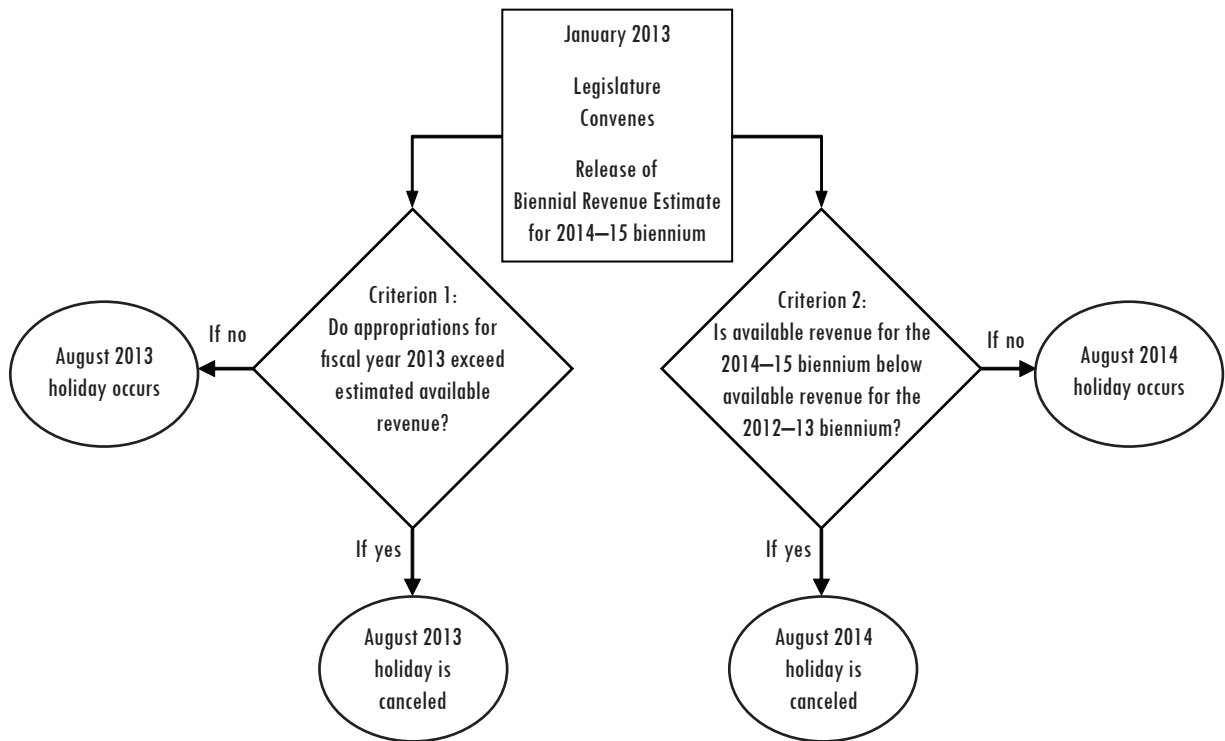 January 2013
Legislature
Convenes
Release of
Biennial Revenue Estimate
for 2014–15 biennium
Criterion 1:
Do appropriations for
fiscal year 2013 exceed
estimated available
revenue?
If no
August 2013
holiday occurs
If yes
August 2013
holiday is
canceled
Criterion 2:
Is available revenue for the
2014–15 biennium below
available revenue for the
2012–13 biennium?
If no
August 2014
holiday occurs
If yes
August 2014
holiday is
canceled